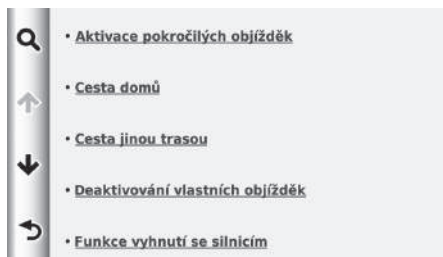 • Aktivace pokročilých objížděk
• Cesta domů
• Cesta jinou trasou
• Deaktivování vlastních objížděk
• Funkce vyhnutí se silnicím